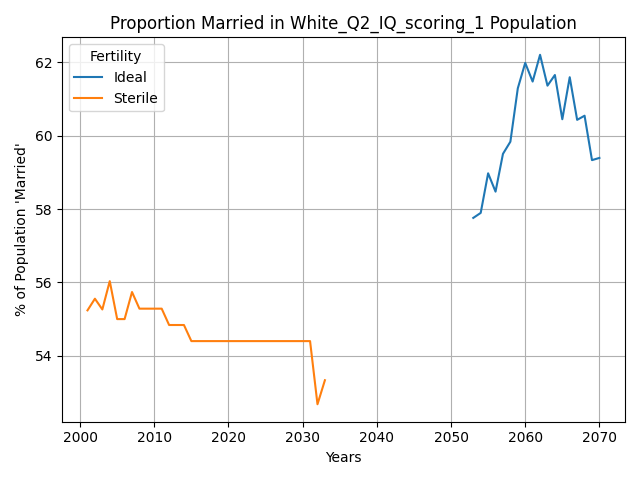 Proportion Married in White_Q2_IQ_scoring_1 Population
Fertility
Ideal
Sterile
% of Population 'Married'
62
60
58
56
54
2000 2010 2020 2030 2040 2050 2060 2070
Years